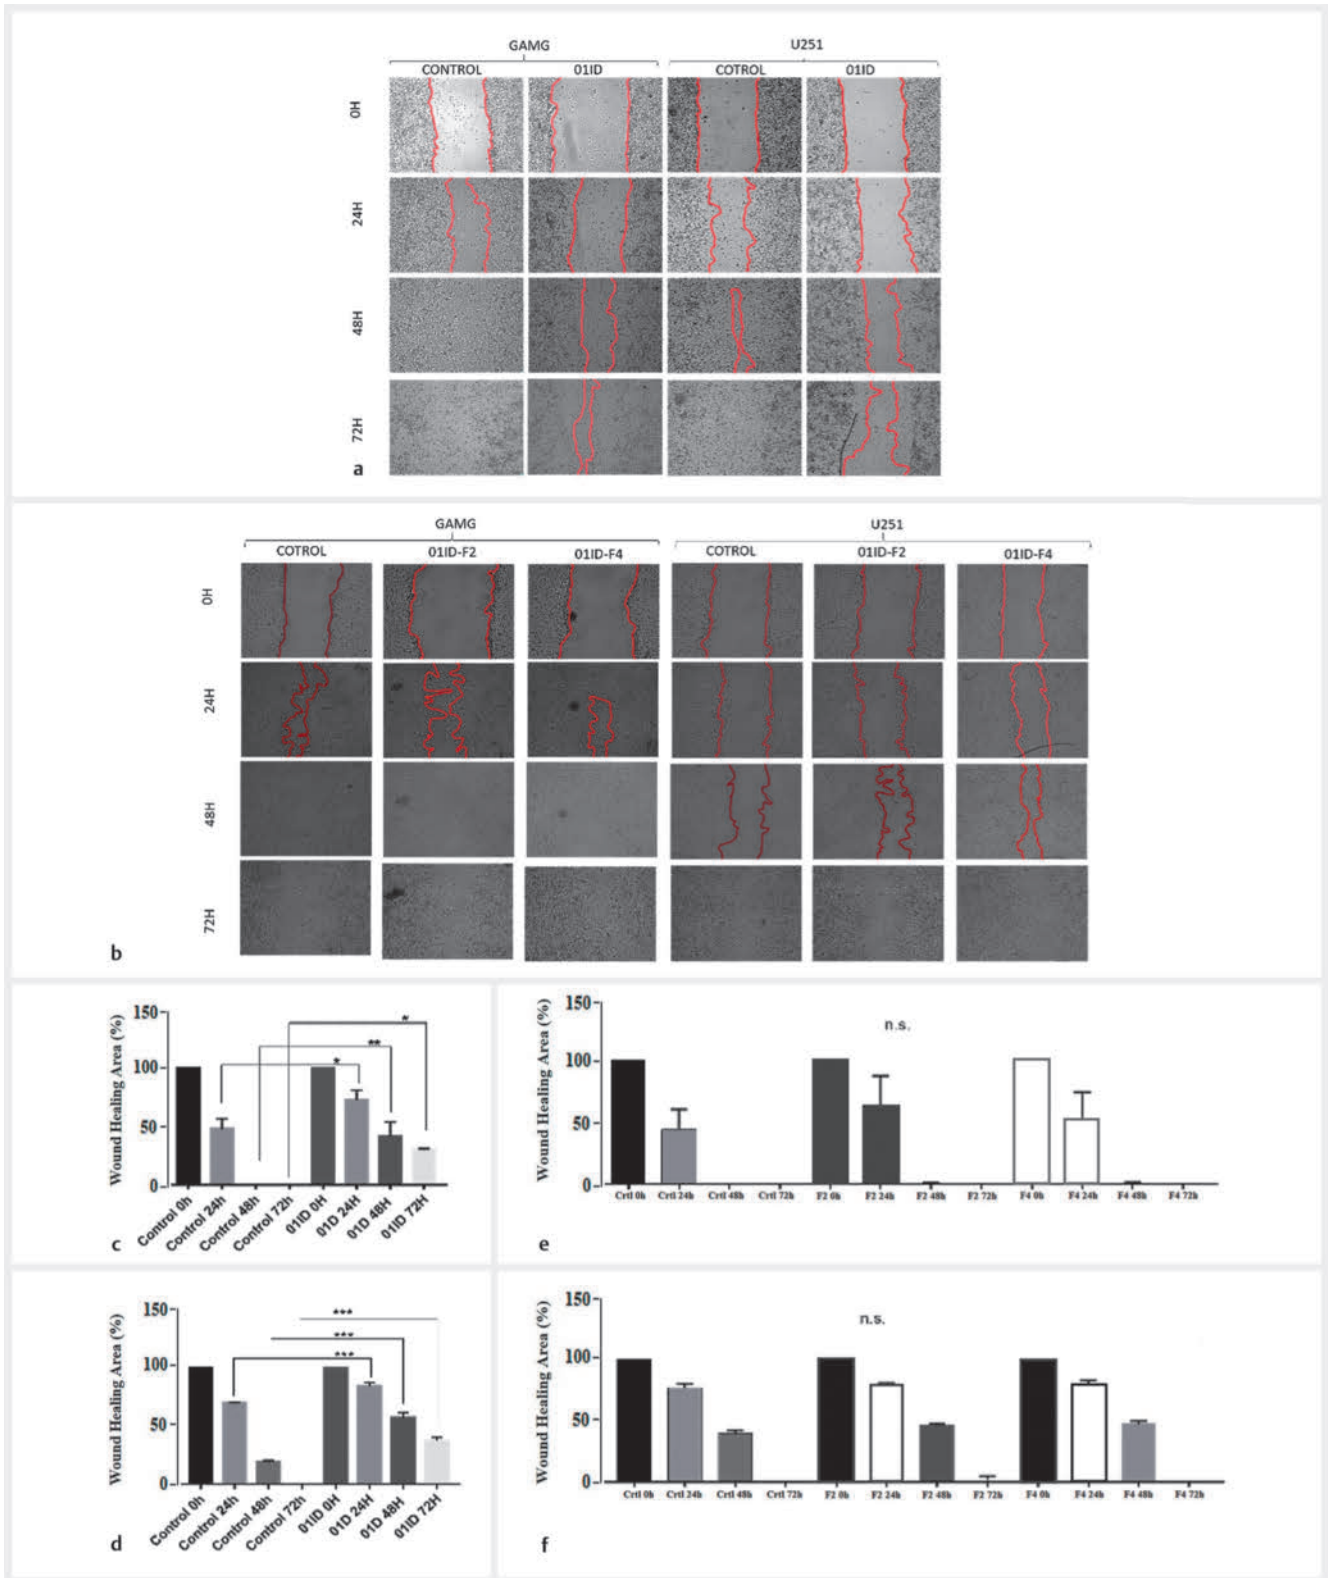 GAMG U251
CONTROL 01ID COTROL 01ID
0H
24H
48H
72H
a
GAMG U251
COTROL 01ID-F2 01ID-F4 COTROL 01ID-F2 01ID-F4
0H
24H
48H
72H
b
Wound Healing Area (%)
150
100
50
0
*
**
*
Control 0h Control 24h Control 48h Control 72h 01ID 0H 01D 24H 01D 48H 01ID 72H
c
Wound Healing Area (%)
150
100
50
0
n.s.
Crtl 0h Crtl 24h Crtl 48h Crtl 72h F2 0h F2 24h F2 48h F2 72h F4 0h F4 24h F4 48h F4 72h
e
Wound Healing Area (%)
150
100
50
0
***
***
***
Control 0h Control 24h Control 48h Control 72h 01ID 0H 01D 24H 01D 48H 01ID 72H
d
Wound Healing Area (%)
150
100
50
0
n.s.
Crtl 0h Crtl 24h Crtl 48h Crtl 72h F2 0h F2 24h F2 48h F2 72h F4 0h F4 24h F4 48h F4 72h
f